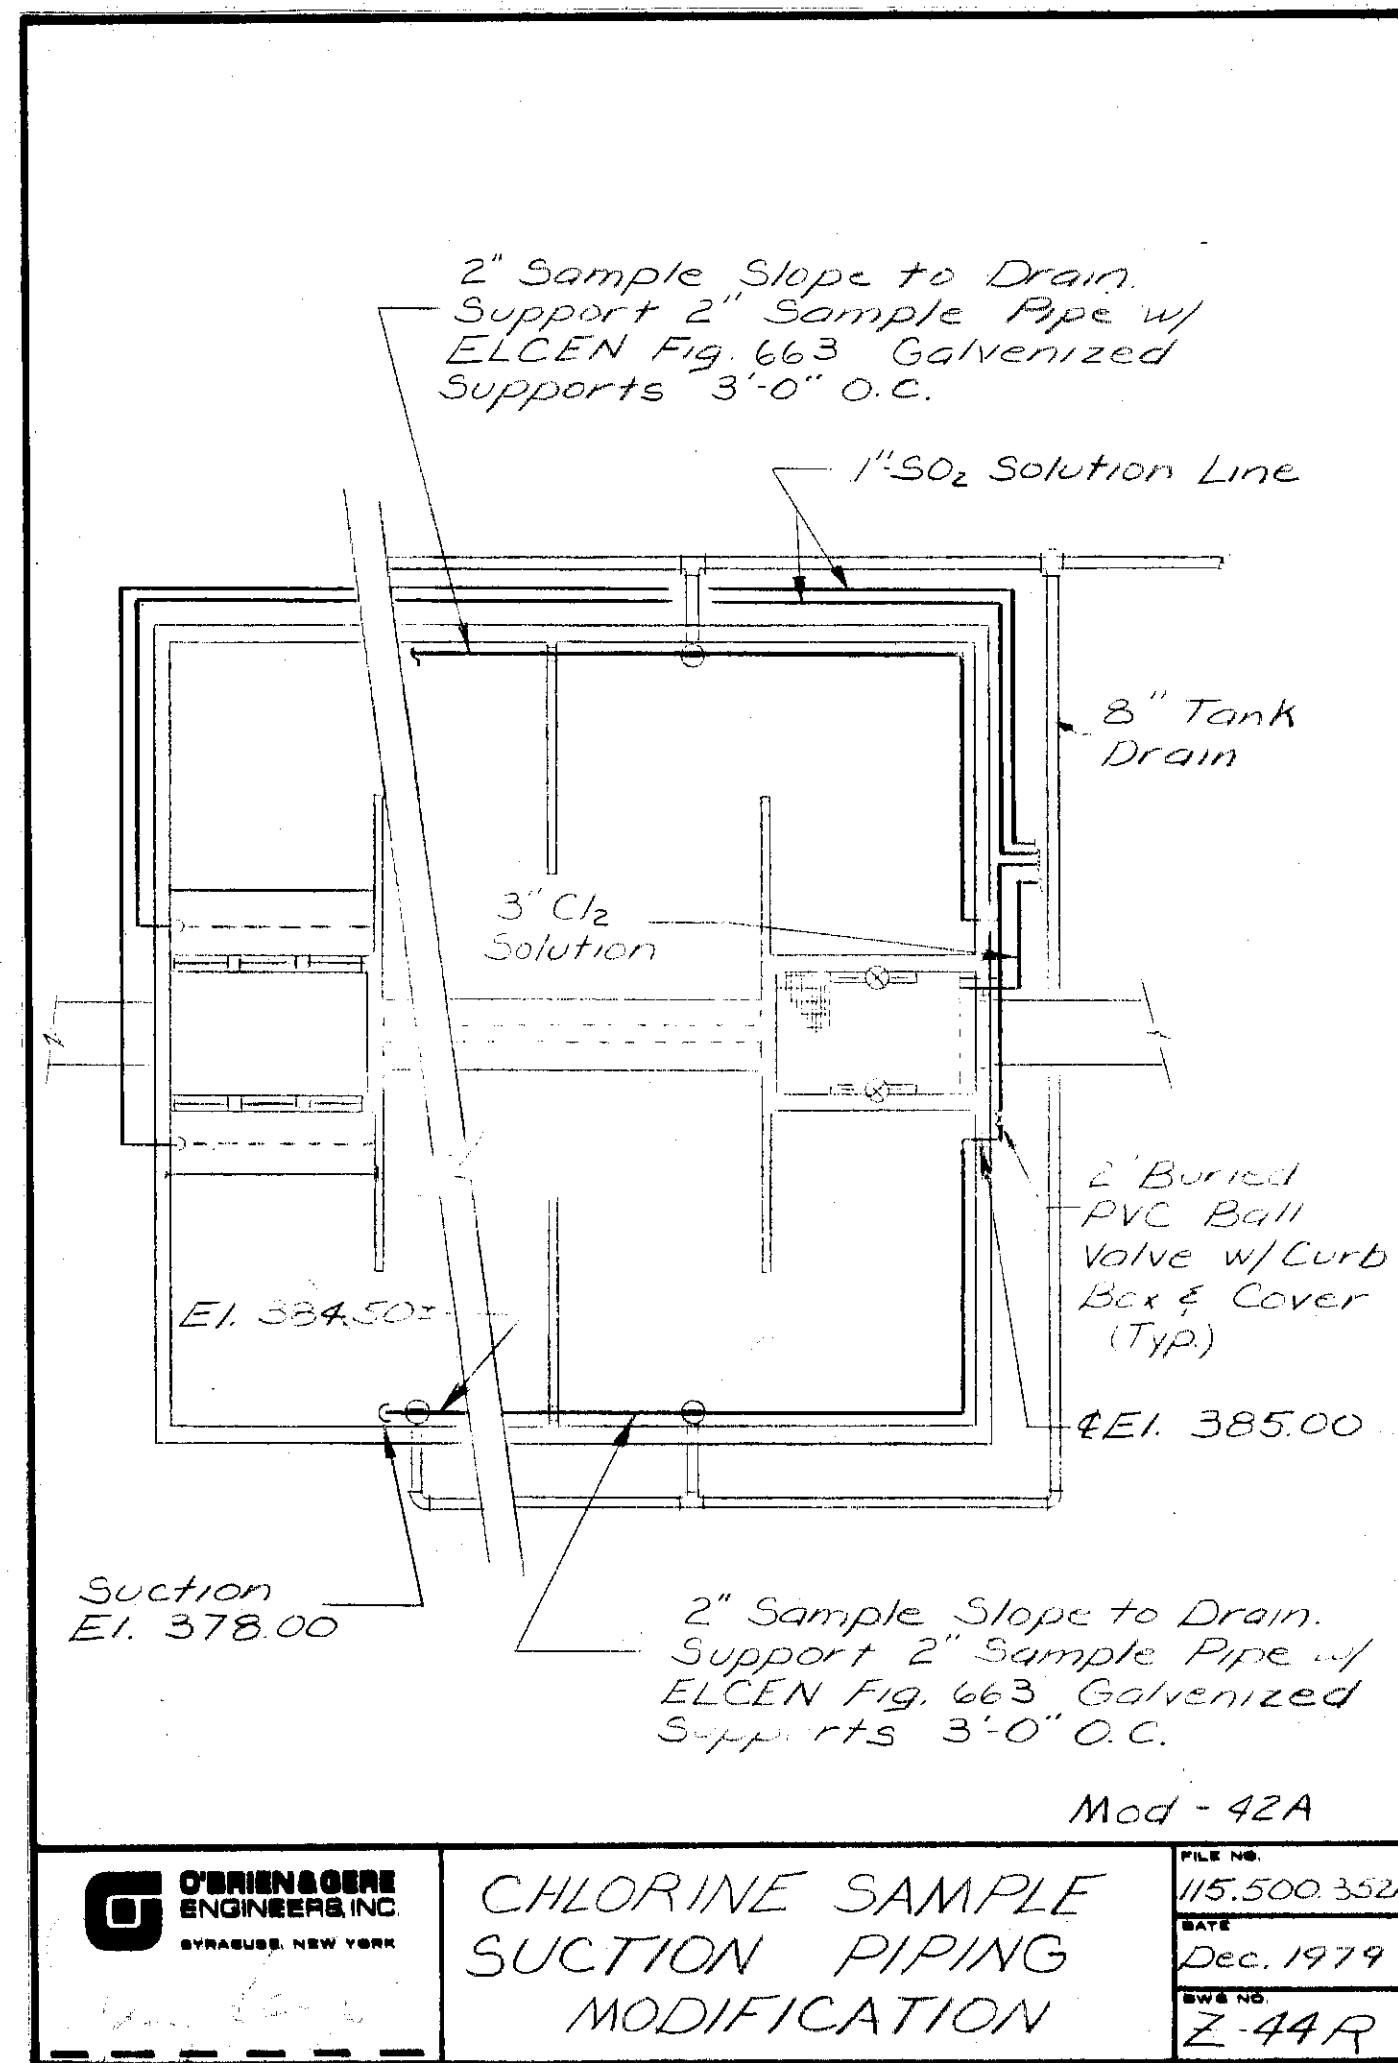 2" Sample Slope to Drain.
Support 2" Sample Pipe w/
ELCEN Fig. 663 Galvenized
Supports 3'-0" O.C.
1"-SO₂ Solution Line
8" Tank
Drain
3" Cl₂
Solution
2" Buried
PVC Ball
Valve w/ Curb
Box & Cover
(Typ.)
El. 384.50±
℄ El. 385.00
Suction
El. 378.00
2" Sample Slope to Drain.
Support 2" Sample Pipe w/
ELCEN Fig. 663 Galvenized
Supports 3'-0" O.C.
Mod - 42A
O'BRIEN & GERE
ENGINEERS, INC.
SYRACUSE, NEW YORK
CHLORINE SAMPLE
SUCTION PIPING
MODIFICATION
FILE NO.
115.500.352
DATE
Dec. 1979
DWG NO.
Z-44R